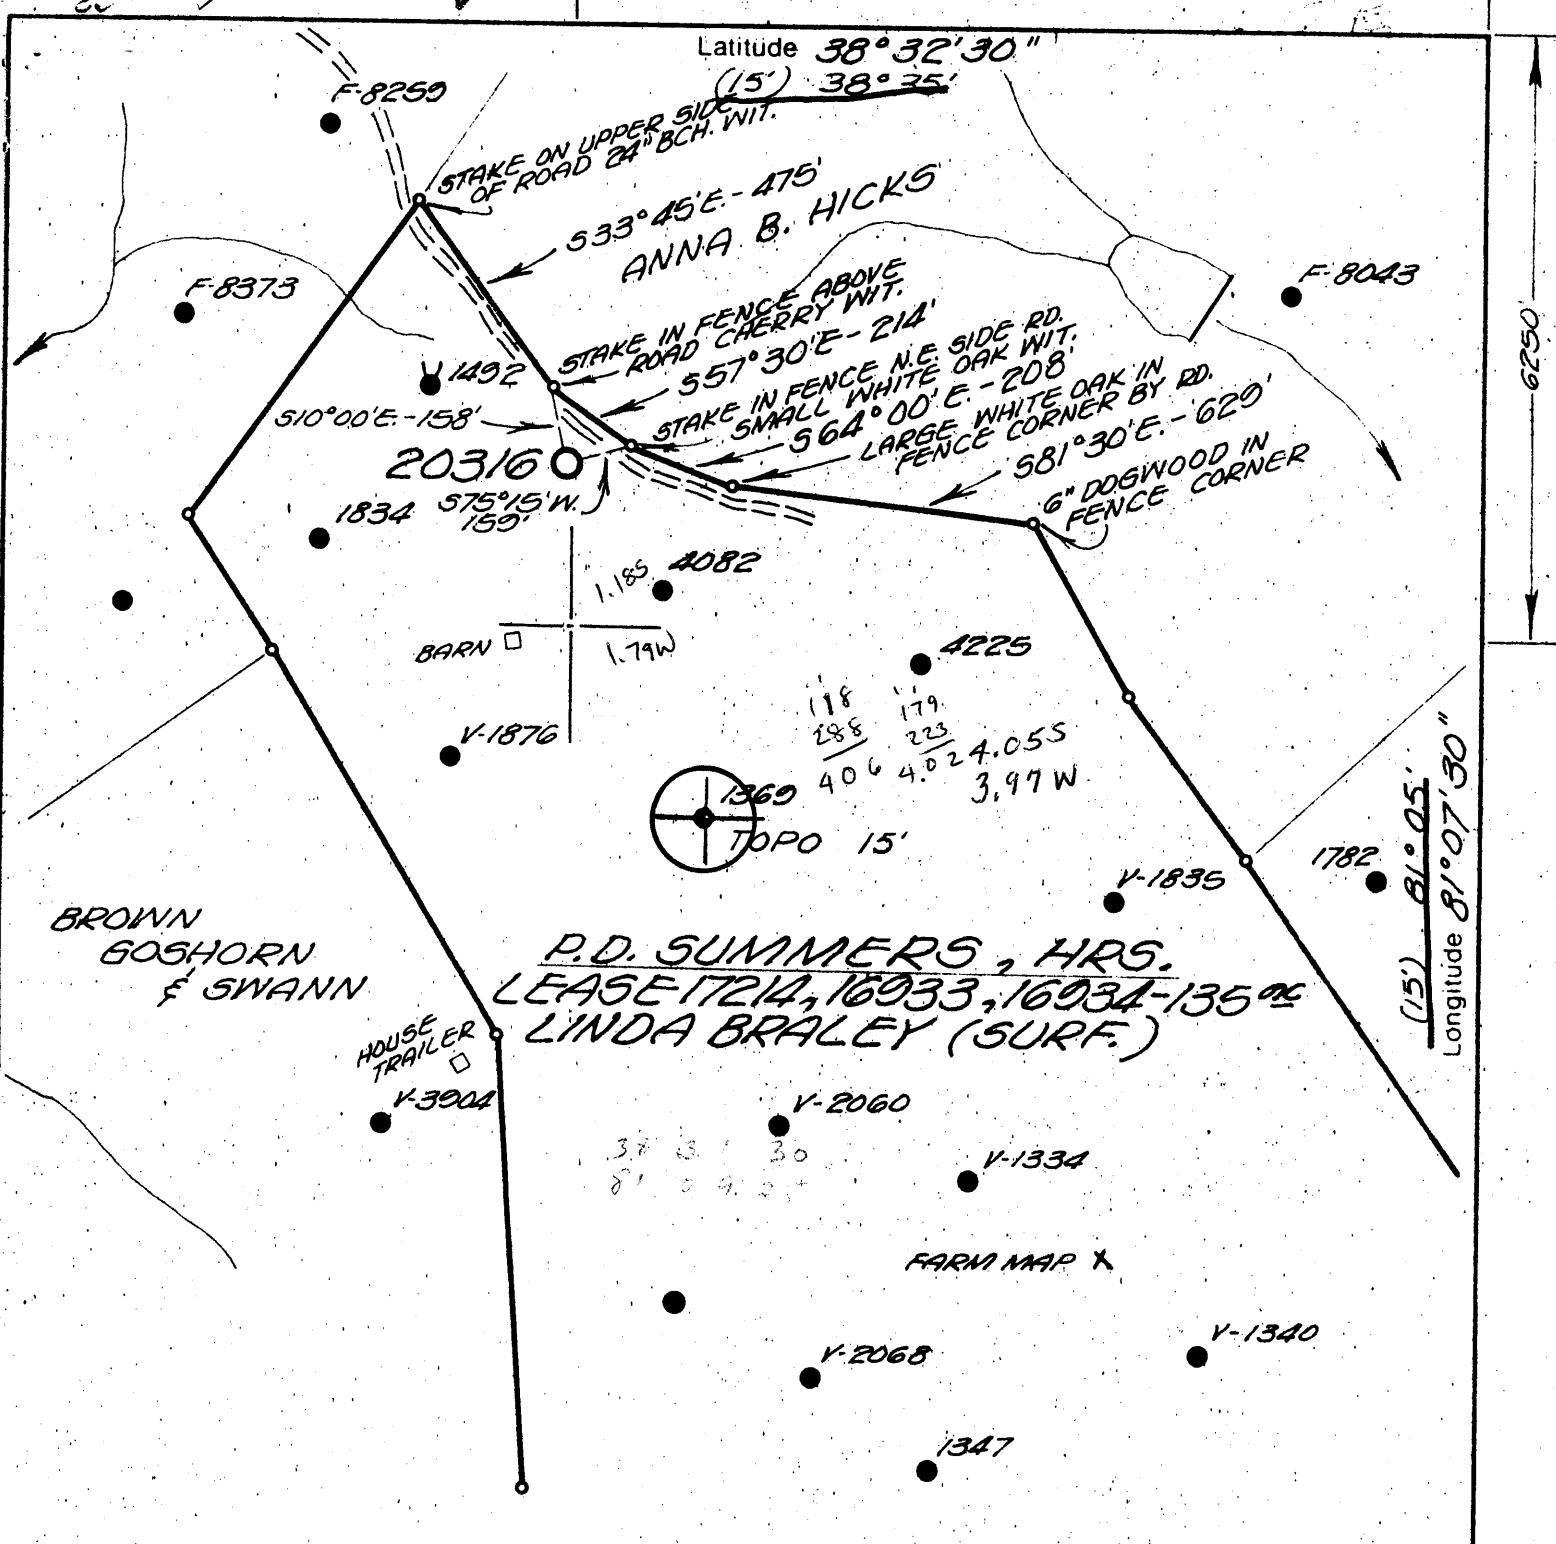 Latitude 38° 32' 30"
(15') 38° 35'
F-8259
STAKE ON UPPER SIDE
OF ROAD 24" BCH. WIT.
S33°45'E.- 475'
ANNA B. HICKS
F-8373
F-8043
STAKE IN FENCE ABOVE
ROAD CHERRY WIT.
S57°30'E - 214'
STAKE IN FENCE N.E. SIDE RD.
SMALL WHITE OAK WIT.
S64°00'E. - 208'
LARGE WHITE OAK IN
FENCE CORNER BY RD.
S81°30'E. - 629'
6" DOGWOOD IN
FENCE CORNER
6250'
1492
S10°00'E.-158'
20316
S75°15'W.
159'
1834
1.18S
4082
BARN
1.79W
4225
118 179
288 223
406 4.02
4.05S
3.97 W
V-1876
1369
TOPO 15'
V-1835
1782
(15') 81° 05'
Longitude 81° 07' 30"
BROWN
GOSHORN
& SWANN
P.D. SUMMERS, HRS.
LEASE 17214, 16933, 16934-135 ac
LINDA BRALEY (SURF.)
HOUSE
TRAILER
V-3904
V-2060
V-1334
FARM MAP X
V-2068
V-1340
1347